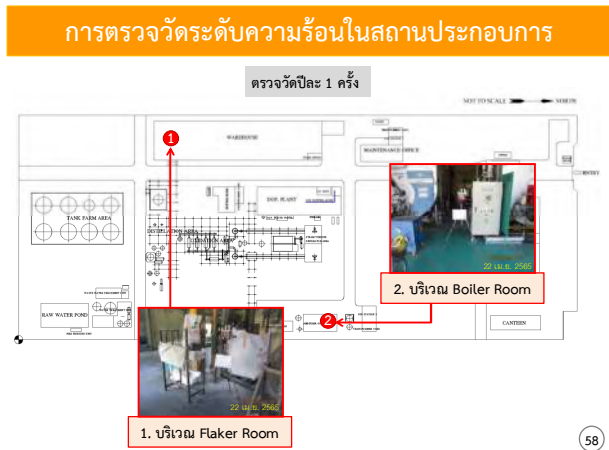 การตรวจวัดระดับความร้อนในสถานประกอบการ
ตรวจวัดปีละ 1 ครั้ง
NOT TO SCALE
NORTH
1
WAREHOUSE
MAINTENANCE OFFICE
ENTRY
TANK FARM AREA
DISTILLATION AREA
OXIDATION AREA
22 เม.ย. 2565
2. บริเวณ Boiler Room
RAW WATER POND
2
CANTEEN
22 เม.ย. 2565
1. บริเวณ Flaker Room
58